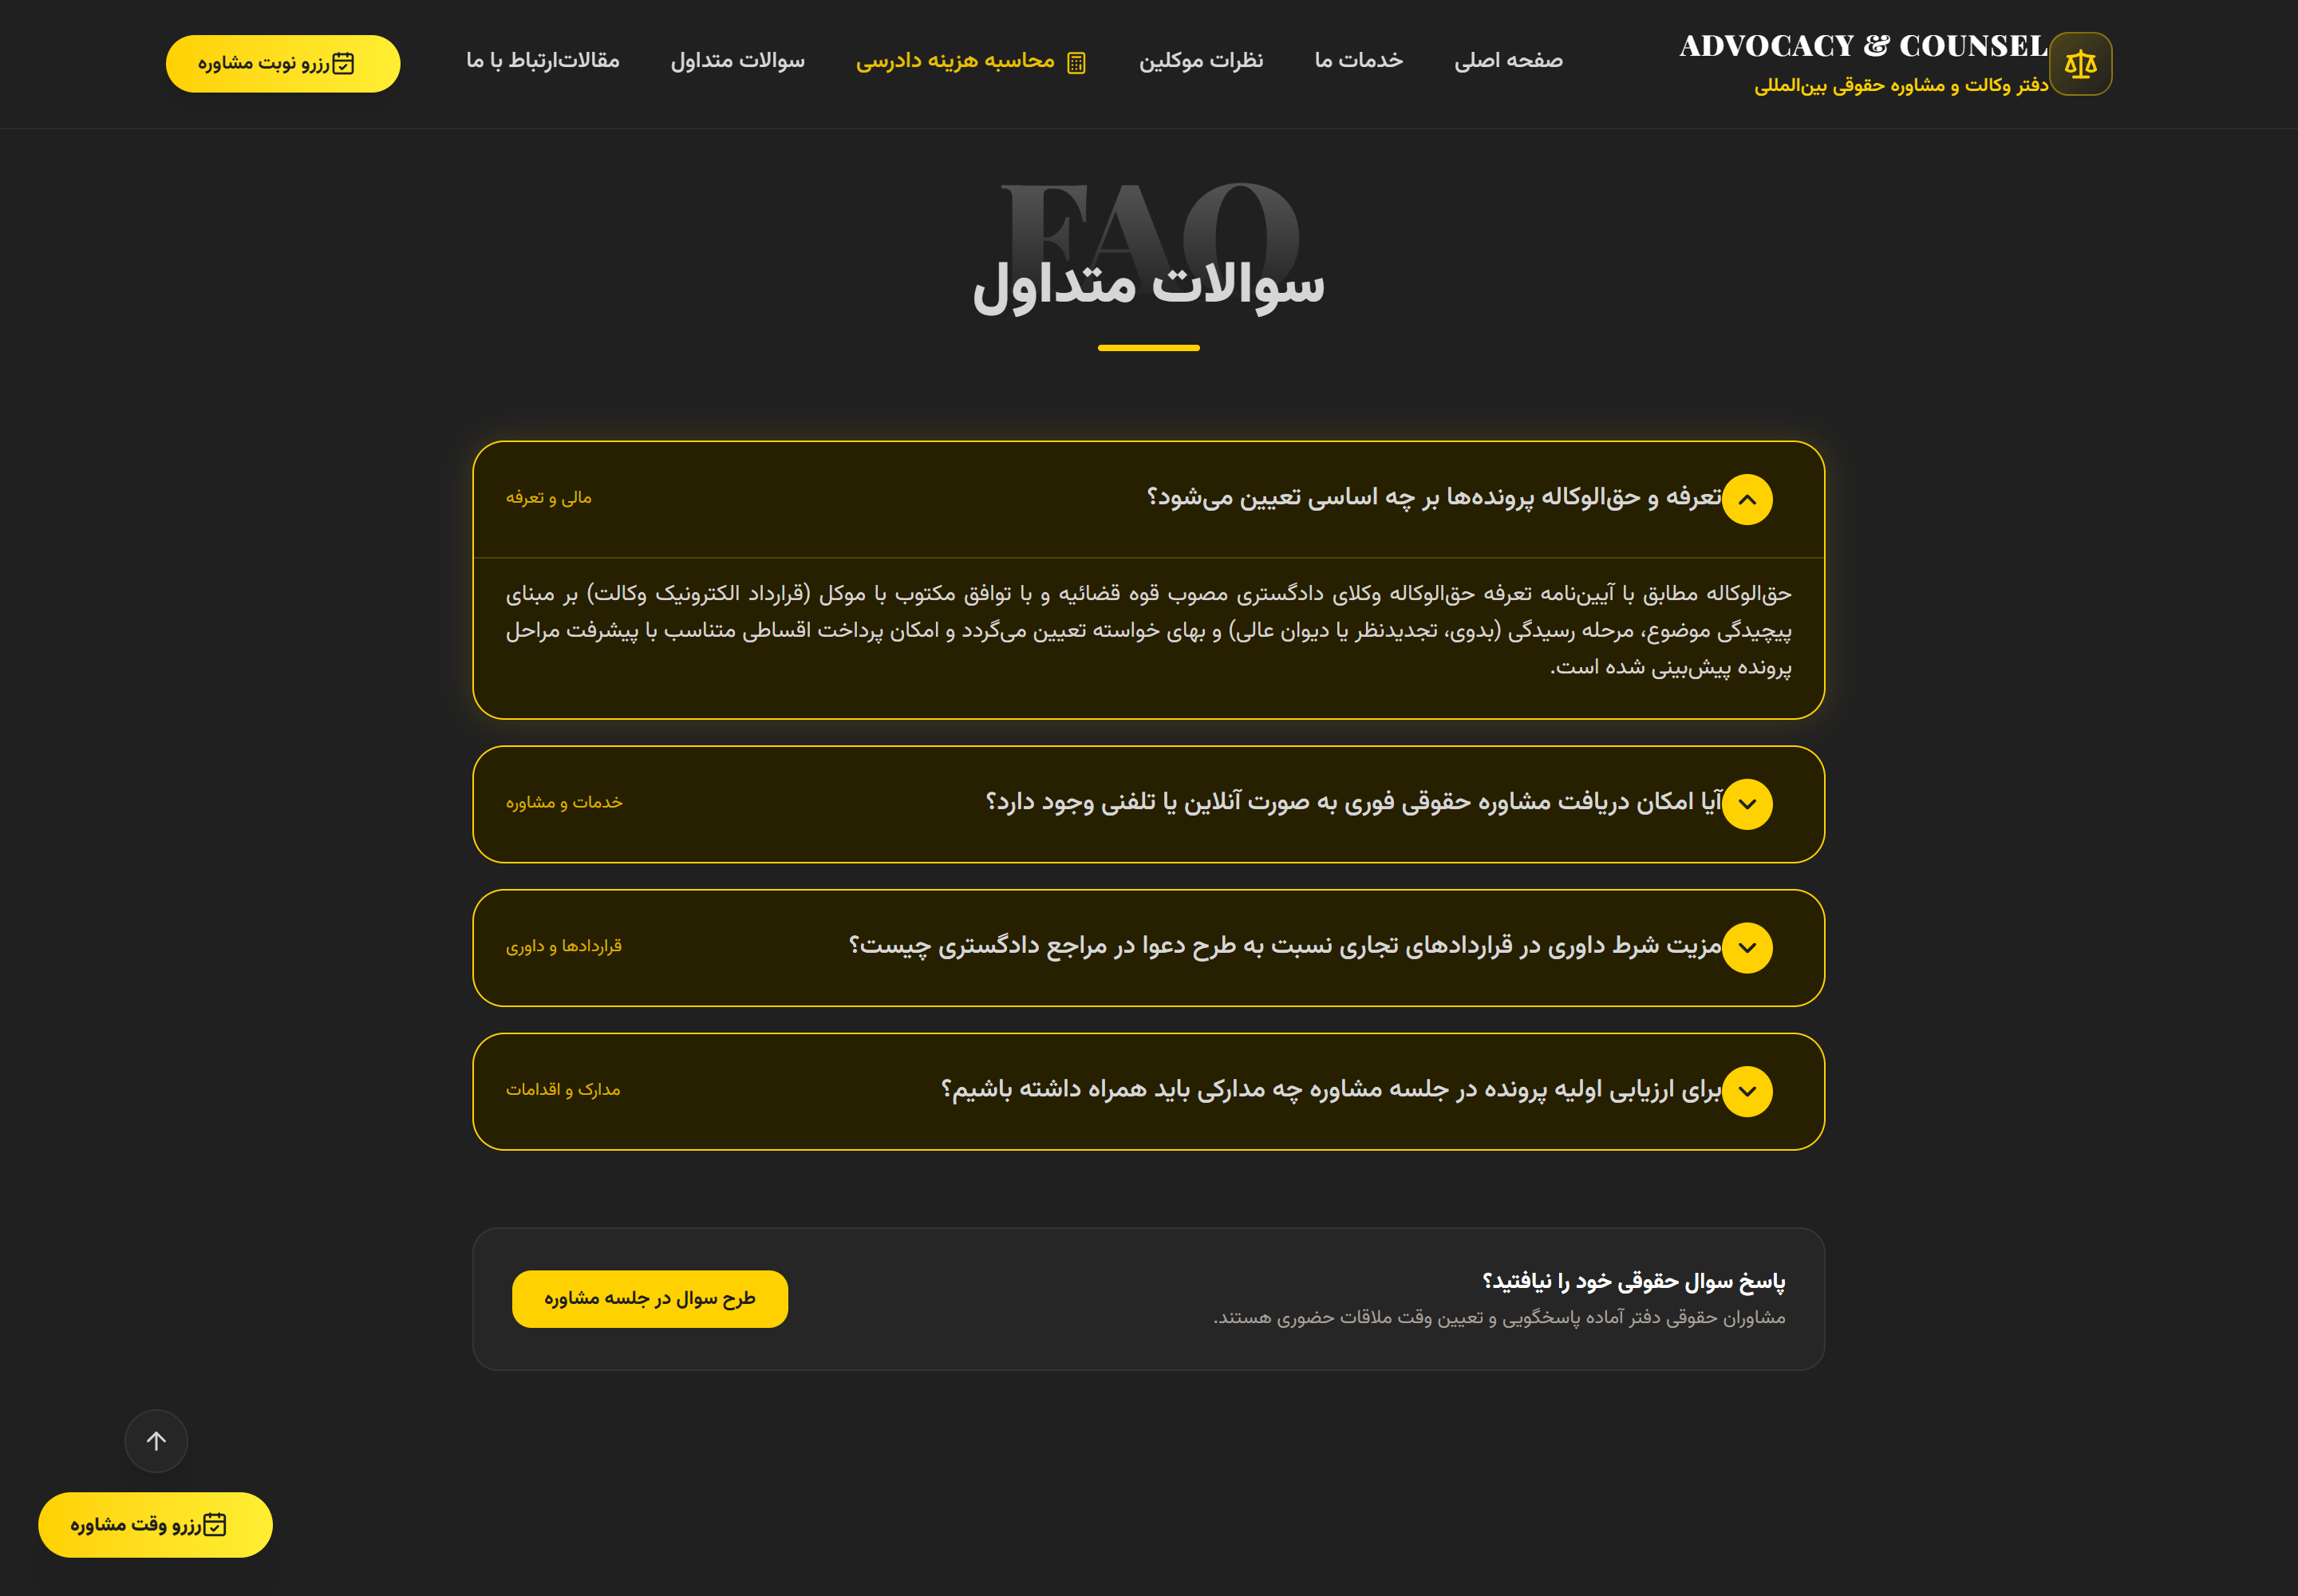 ADVOCACY & COUNSEL
دفتر وکالت و مشاوره حقوقی بین‌المللی
صفحه اصلی
خدمات ما
نظرات موکلین
محاسبه هزینه دادرسی
سوالات متداول
مقالات
ارتباط با ما
رزرو نوبت مشاوره
FAQ
سوالات متداول
تعرفه و حق‌الوکاله پرونده‌ها بر چه اساسی تعیین می‌شود؟
مالی و تعرفه
حق‌الوکاله مطابق با آیین‌نامه تعرفه حق‌الوکاله وکلای دادگستری مصوب قوه قضائیه و با توافق مکتوب با موکل (قرارداد الکترونیک وکالت) بر مبنای
پیچیدگی موضوع، مرحله رسیدگی (بدوی، تجدیدنظر یا دیوان عالی) و بهای خواسته تعیین می‌گردد و امکان پرداخت اقساطی متناسب با پیشرفت مراحل
پرونده پیش‌بینی شده است.
آیا امکان دریافت مشاوره حقوقی فوری به صورت آنلاین یا تلفنی وجود دارد؟
خدمات و مشاوره
مزیت شرط داوری در قراردادهای تجاری نسبت به طرح دعوا در مراجع دادگستری چیست؟
قراردادها و داوری
برای ارزیابی اولیه پرونده در جلسه مشاوره چه مدارکی باید همراه داشته باشیم؟
مدارک و اقدامات
پاسخ سوال حقوقی خود را نیافتید؟
مشاوران حقوقی دفتر آماده پاسخگویی و تعیین وقت ملاقات حضوری هستند.
طرح سوال در جلسه مشاوره
رزرو وقت مشاوره